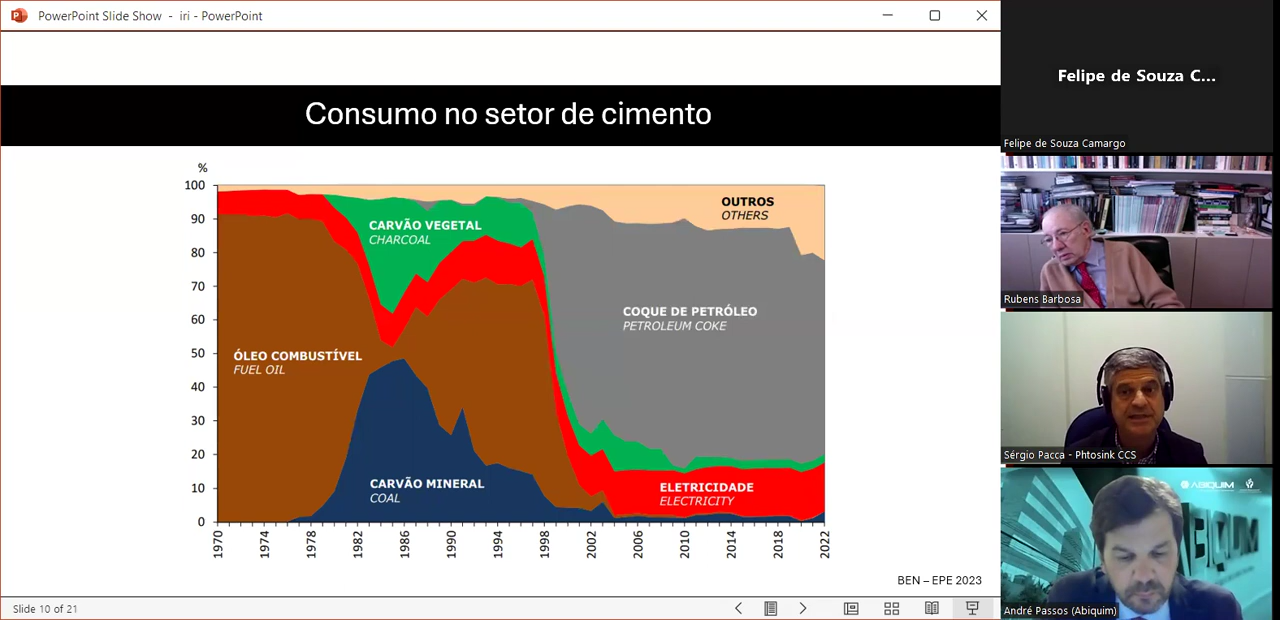 PowerPoint Slide Show - iri - PowerPoint
Consumo no setor de cimento
%
100
90
80
70
60
50
40
30
20
10
0
OUTROS
OTHERS
CARVÃO VEGETAL
CHARCOAL
COQUE DE PETRÓLEO
PETROLEUM COKE
ÓLEO COMBUSTÍVEL
FUEL OIL
CARVÃO MINERAL
COAL
ELETRICIDADE
ELECTRICITY
1970
1974
1978
1982
1986
1990
1994
1998
2002
2006
2010
2014
2018
2022
BEN – EPE 2023
Slide 10 of 21
Felipe de Souza C...
Felipe de Souza Camargo
Rubens Barbosa
Sérgio Pacca - Phtosink CCS
ABIQUIM
André Passos (Abiquim)